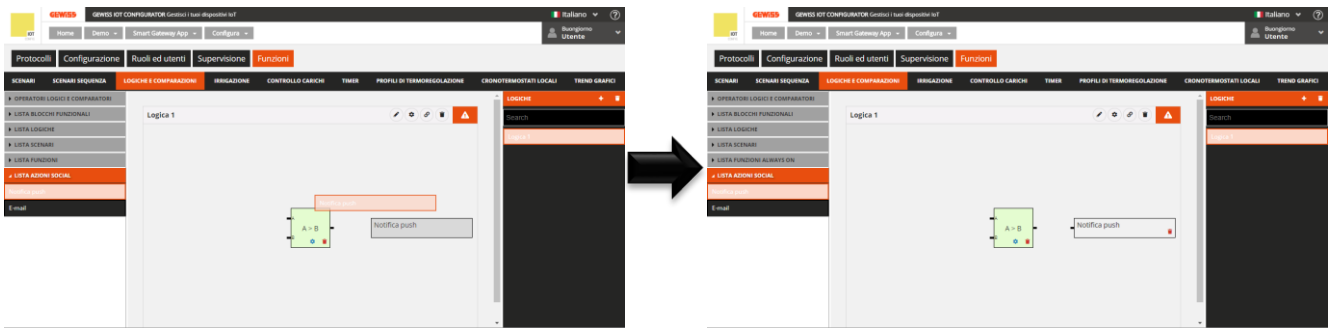 GEWISS GEWISS IOT CONFIGURATOR Gestisci i tuoi dispositivi IoT Italiano
IOT Home Demo Smart Gateway App Configura Buongiorno
Utente
Protocolli Configurazione Ruoli ed utenti Supervisione Funzioni
SCENARI SCENARI SEQUENZA LOGICHE E COMPARAZIONI IRRIGAZIONE CONTROLLO CARICHI TIMER PROFILI DI TERMOREGOLAZIONE CRONOTERMOSTATI LOCALI TREND GRAFICI
OPERATORI LOGICI E COMPARATORI
LISTA BLOCCHI FUNZIONALI
LISTA LOGICHE
LISTA SCENARI
LISTA FUNZIONI
LISTA AZIONI SOCIAL
Notifica push
E-mail
Logica 1
Notifica push
A
A > B
B
Notifica push
LOGICHE
Search
Logica 1
GEWISS GEWISS IOT CONFIGURATOR Gestisci i tuoi dispositivi IoT Italiano
IOT Home Demo Smart Gateway App Configura Buongiorno
Utente
Protocolli Configurazione Ruoli ed utenti Supervisione Funzioni
SCENARI SCENARI SEQUENZA LOGICHE E COMPARAZIONI IRRIGAZIONE CONTROLLO CARICHI TIMER PROFILI DI TERMOREGOLAZIONE CRONOTERMOSTATI LOCALI TREND GRAFICI
OPERATORI LOGICI E COMPARATORI
LISTA BLOCCHI FUNZIONALI
LISTA LOGICHE
LISTA SCENARI
LISTA FUNZIONI ALWAYS ON
LISTA AZIONI SOCIAL
Notifica push
E-mail
Logica 1
A
A > B
B
Notifica push
LOGICHE
Search
Logica 1